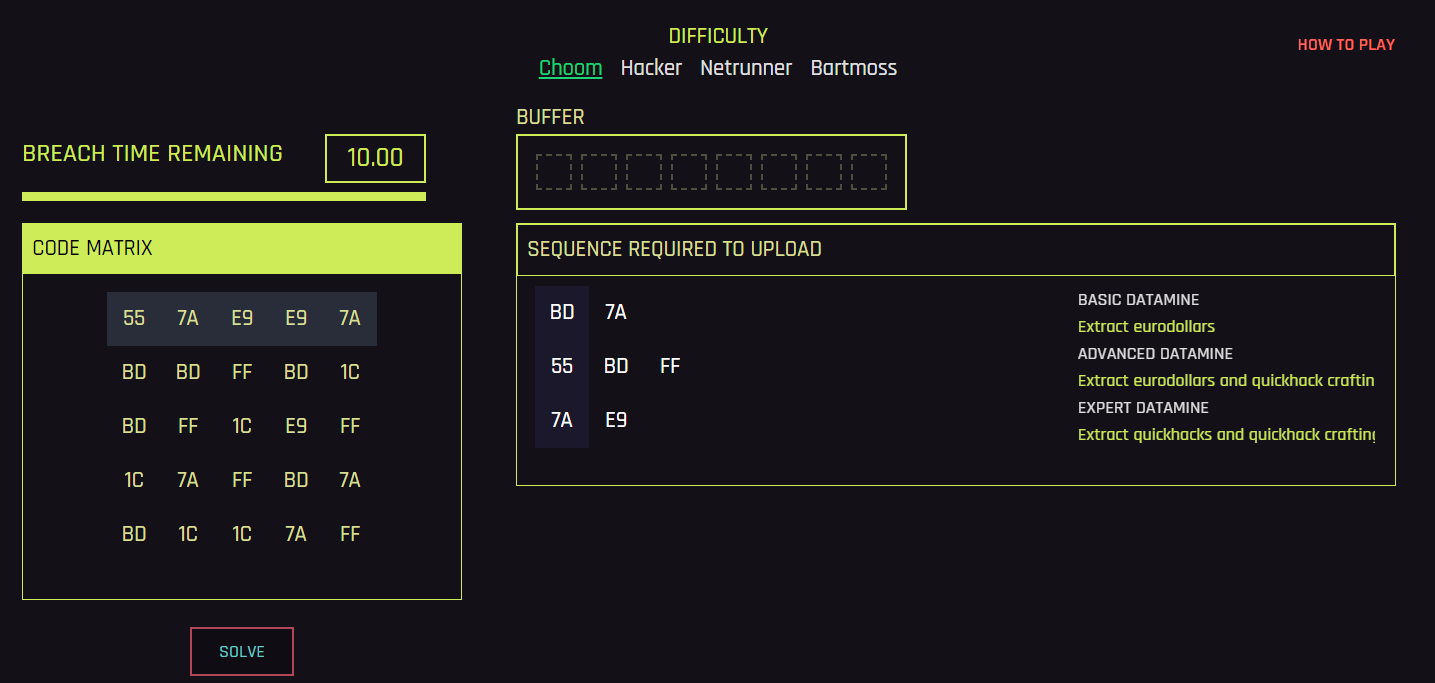 DIFFICULTY
Choom Hacker Netrunner Bartmoss
HOW TO PLAY
BREACH TIME REMAINING 10.00
BUFFER
CODE MATRIX
55 7A E9 E9 7A
BD BD FF BD 1C
BD FF 1C E9 FF
1C 7A FF BD 7A
BD 1C 1C 7A FF
SOLVE
SEQUENCE REQUIRED TO UPLOAD
BD 7A
55 BD FF
7A E9
BASIC DATAMINE
Extract eurodollars
ADVANCED DATAMINE
Extract eurodollars and quickhack craftin
EXPERT DATAMINE
Extract quickhacks and quickhack crafting